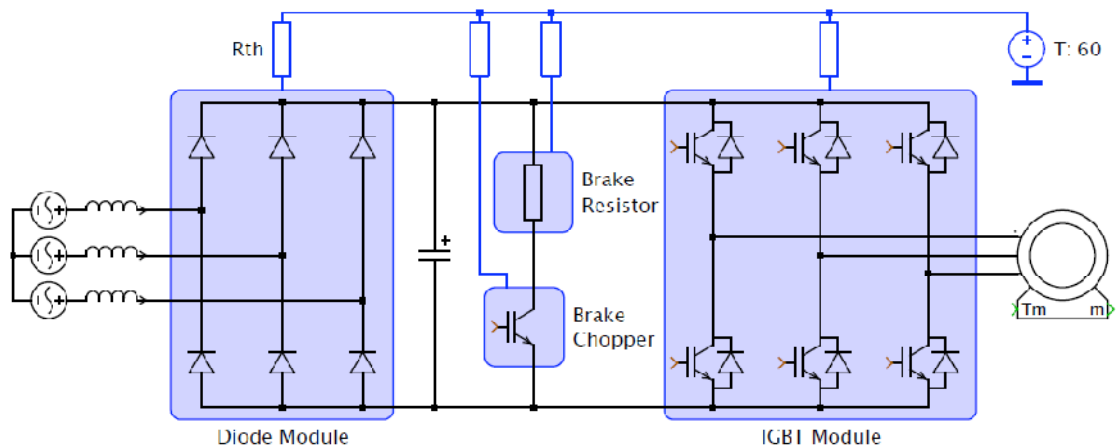 Rth
T: 60
Brake
Resistor
Brake
Chopper
Tm
m
Diode Module
IGBT Module